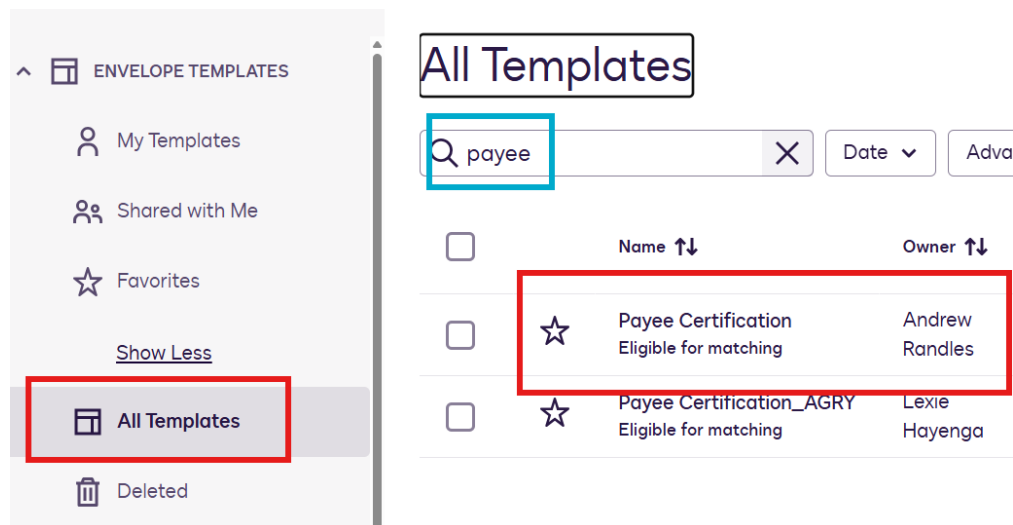 ENVELOPE TEMPLATES
My Templates
Shared with Me
Favorites
Show Less
All Templates
Deleted
All Templates
payee
Date
Adva
Name
Owner
Payee Certification
Eligible for matching
Andrew
Randles
Payee Certification_AGRY
Eligible for matching
Lexie
Hayenga